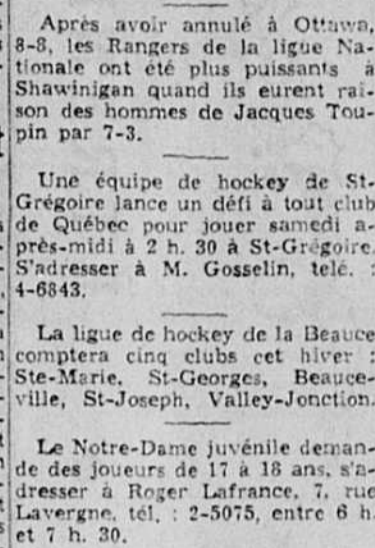 Après avoir annulé à Ottawa,
8-8, les Rangers de la ligue Na-
tionale ont été plus puissants à
Shawinigan quand ils eurent rai-
son des hommes de Jacques Tou-
pin par 7-3.
Une équipe de hockey de St-
Grégoire lance un défi à tout club
de Québec pour jouer samedi a-
près-midi à 2 h. 30 à St-Grégoire.
S'adresser à M. Gosselin, télé. :
4-6843.
La ligue de hockey de la Beauce
comptera cinq clubs cet hiver :
Ste-Marie, St-Georges, Beauce-
ville, St-Joseph, Valley-Jonction.
Le Notre-Dame juvénile deman-
de des joueurs de 17 à 18 ans, s'a-
dresser à Roger Lafrance, 7, rue
Lavergne, tél. : 2-5075, entre 6 h.
et 7 h. 30.